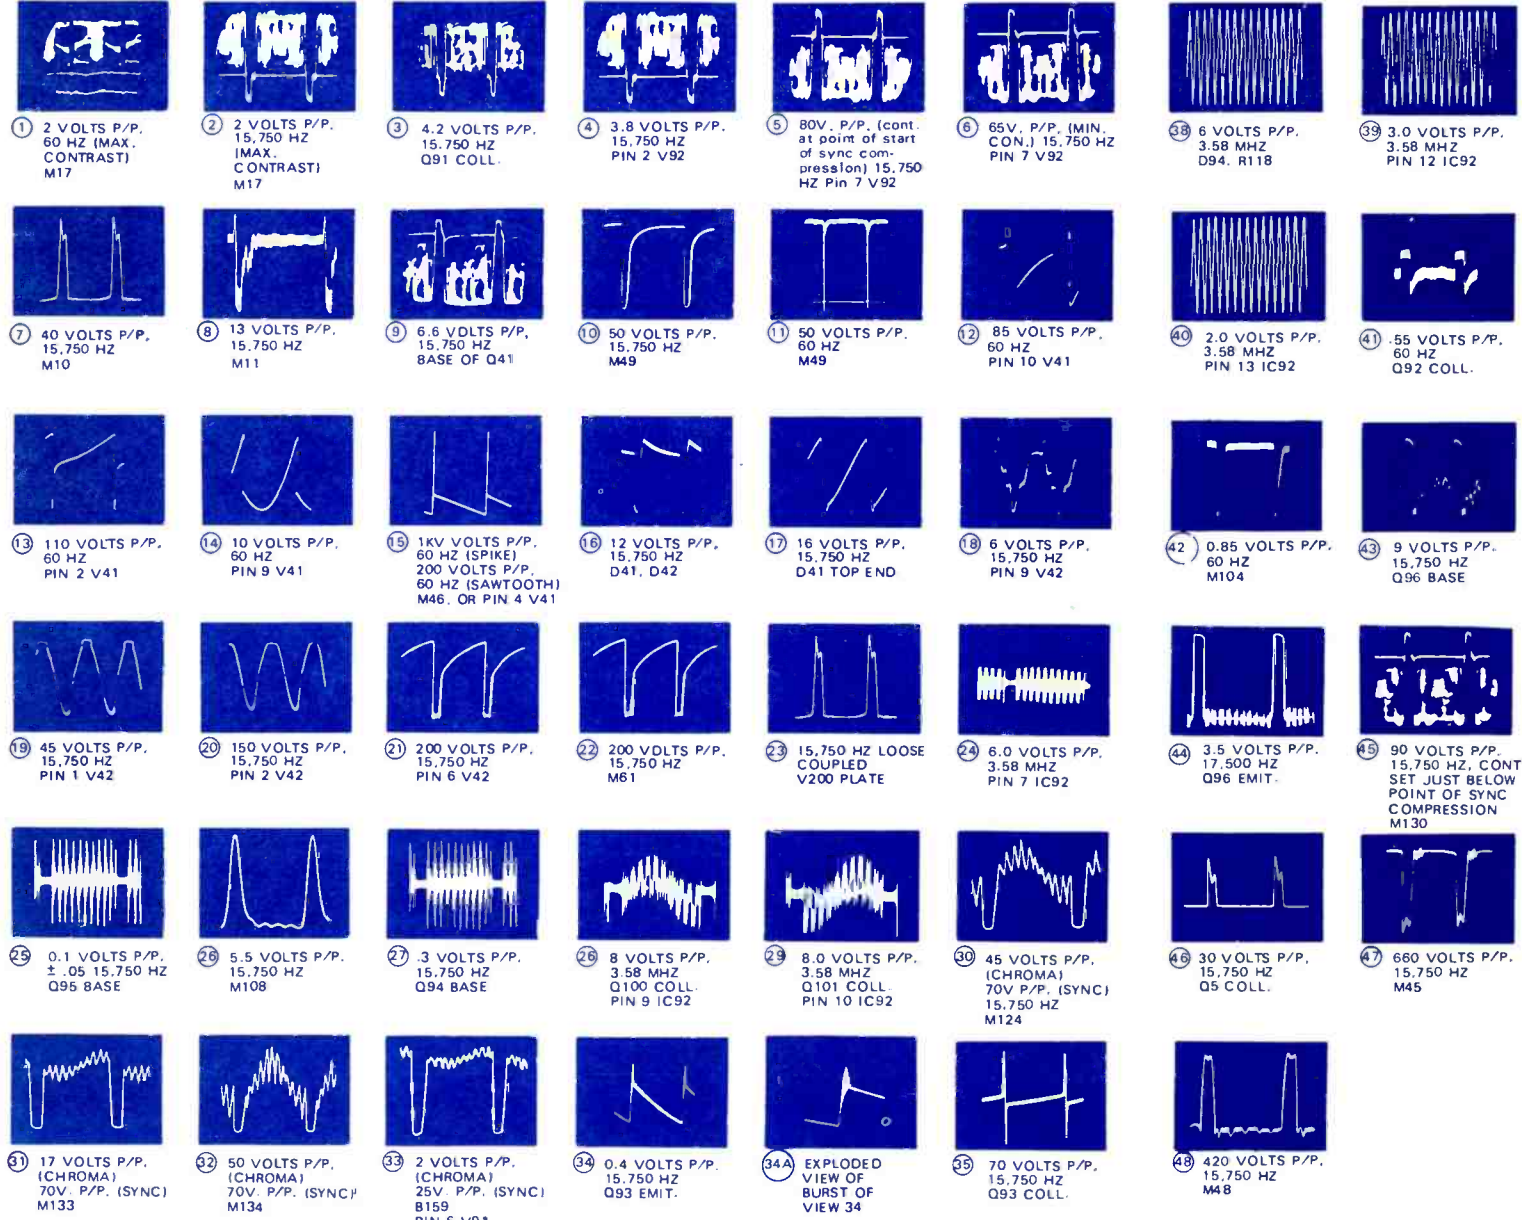 1 2 VOLTS P/P,
60 HZ (MAX.
CONTRAST)
M17
2 2 VOLTS P/P,
15,750 HZ
(MAX.
CONTRAST)
M17
3 4.2 VOLTS P/P,
15.750 HZ
Q91 COLL.
4 3.8 VOLTS P/P,
15,750 HZ
PIN 2 V92
5 80V. P/P, (cont.
at point of start
of sync com-
pression) 15,750
HZ Pin 7 V92
6 65V. P/P, (MIN.
CON.) 15,750 HZ
PIN 7 V92
38 6 VOLTS P/P,
3.58 MHZ
D94. R118
39 3.0 VOLTS P/P,
3.58 MHZ
PIN 12 IC92
7 40 VOLTS P/P,
15,750 HZ
M10
8 13 VOLTS P/P,
15,750 HZ
M11
9 6.6 VOLTS P/P,
15,750 HZ
BASE OF Q41
10 50 VOLTS P/P,
15,750 HZ
M49
11 50 VOLTS P/P,
60 HZ
M49
12 85 VOLTS P/P,
60 HZ
PIN 10 V41
40 2.0 VOLTS P/P,
3.58 MHZ
PIN 13 IC92
41 .55 VOLTS P/P,
60 HZ
Q92 COLL.
13 110 VOLTS P/P,
60 HZ
PIN 2 V41
14 10 VOLTS P/P,
60 HZ
PIN 9 V41
15 1KV VOLTS P/P,
60 HZ (SPIKE)
200 VOLTS P/P,
60 HZ (SAWTOOTH)
M46, OR PIN 4 V41
16 12 VOLTS P/P,
15,750 HZ
D41, D42
17 16 VOLTS P/P,
15,750 HZ
D41 TOP END
18 6 VOLTS P/P,
15,750 HZ
PIN 9 V42
42 0.85 VOLTS P/P,
60 HZ
M104
43 9 VOLTS P/P,
15,750 HZ
Q96 BASE
19 45 VOLTS P/P,
15,750 HZ
PIN 1 V42
20 150 VOLTS P/P,
15,750 HZ
PIN 2 V42
21 200 VOLTS P/P,
15,750 HZ
PIN 6 V42
22 200 VOLTS P/P,
15,750 HZ
M61
23 15,750 HZ LOOSE
COUPLED
V200 PLATE
24 6.0 VOLTS P/P,
3.58 MHZ
PIN 7 IC92
44 3.5 VOLTS P/P,
17,500 HZ
Q96 EMIT.
45 90 VOLTS P/P,
15,750 HZ, CONT
SET JUST BELOW
POINT OF SYNC
COMPRESSION
M130
25 0.1 VOLTS P/P,
± .05 15,750 HZ
Q95 BASE
26 5.5 VOLTS P/P,
15,750 HZ
M108
27 .3 VOLTS P/P,
15,750 HZ
Q94 BASE
26 8 VOLTS P/P,
3.58 MHZ
Q100 COLL.
PIN 9 IC92
29 8.0 VOLTS P/P,
3.58 MHZ
Q101 COLL.
PIN 10 IC92
30 45 VOLTS P/P,
(CHROMA)
70V P/P. (SYNC)
15,750 HZ
M124
46 30 VOLTS P/P,
15,750 HZ
Q5 COLL.
47 660 VOLTS P/P,
15,750 HZ
M45
31 17 VOLTS P/P,
(CHROMA)
70V. P/P. (SYNC)
M133
32 50 VOLTS P/P,
(CHROMA)
70V. P/P. (SYNC)
M134
33 2 VOLTS P/P,
(CHROMA)
25V. P/P. (SYNC)
B159
34 0.4 VOLTS P/P,
15,750 HZ
Q93 EMIT.
34A EXPLODED
VIEW OF
BURST OF
VIEW 34
35 70 VOLTS P/P,
15,750 HZ
Q93 COLL.
48 420 VOLTS P/P,
15,750 HZ
M48